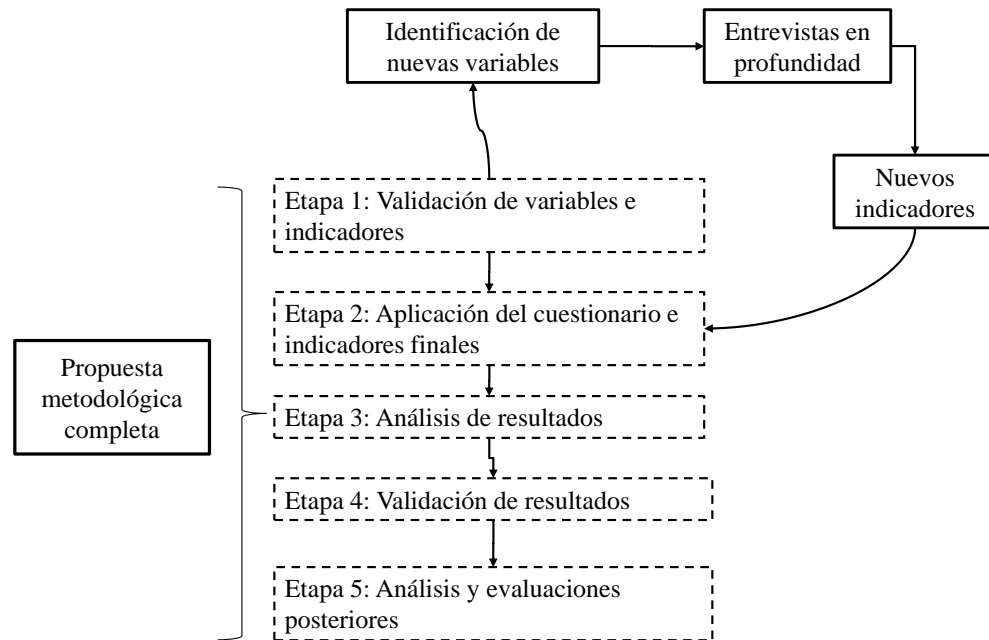 Identificación de
nuevas variables
Entrevistas en
profundidad
Nuevos
indicadores
Etapa 1: Validación de variables e
indicadores
Etapa 2: Aplicación del cuestionario e
indicadores finales
Propuesta
metodológica
completa
Etapa 3: Análisis de resultados
Etapa 4: Validación de resultados
Etapa 5: Análisis y evaluaciones
posteriores